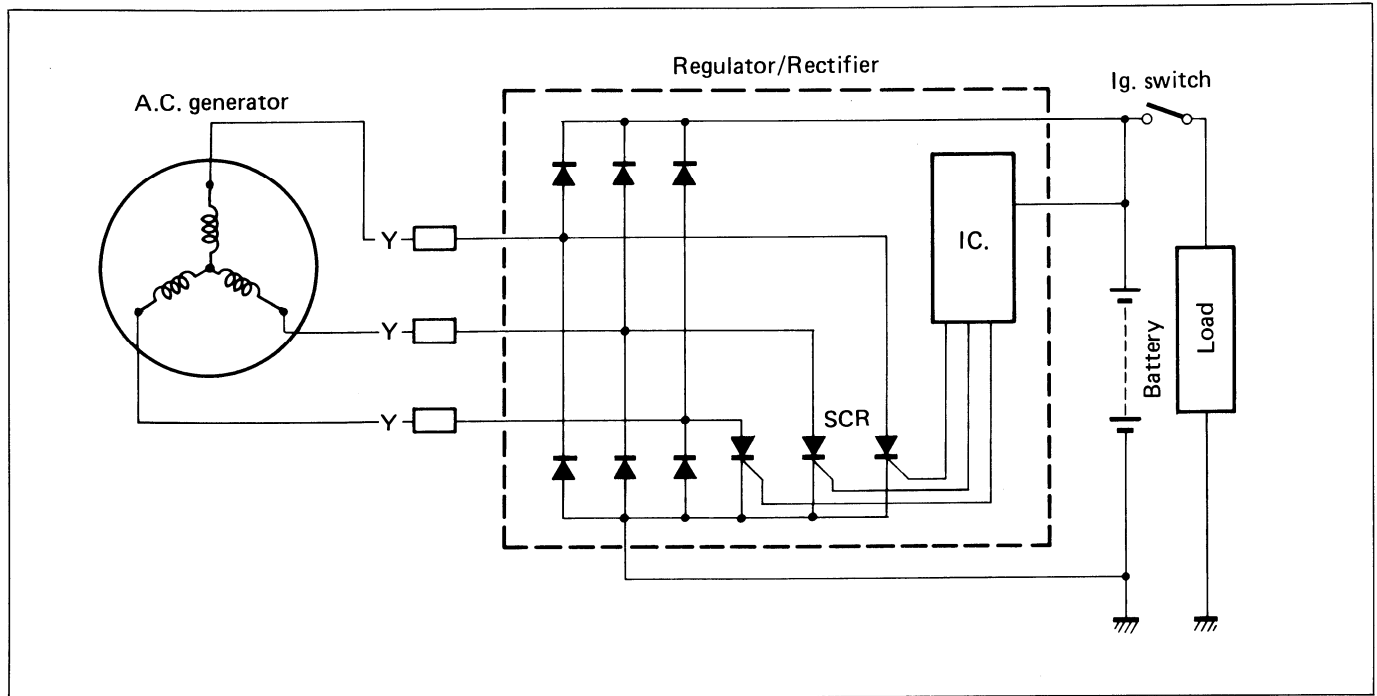 Regulator/Rectifier
Ig. switch
A.C. generator
Y
IC.
Y
Battery
Load
Y
SCR